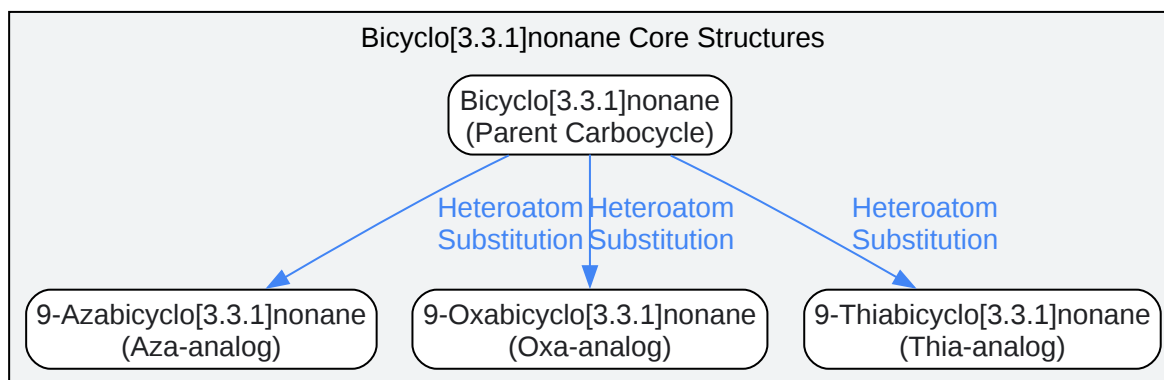 Bicyclo[3.3.1]nonane Core Structures
Bicyclo[3.3.1]nonane
(Parent Carbocycle)
Heteroatom
Substitution
Heteroatom
Substitution
Heteroatom
Substitution
9-Azabicyclo[3.3.1]nonane
(Aza-analog)
9-Oxabicyclo[3.3.1]nonane
(Oxa-analog)
9-Thiabicyclo[3.3.1]nonane
(Thia-analog)